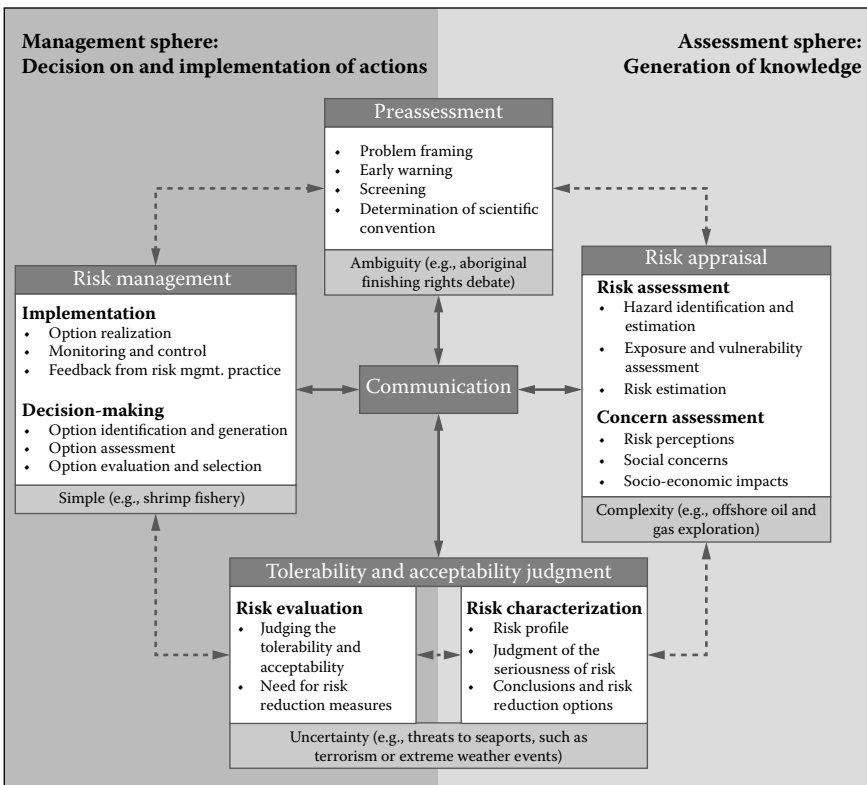 Management sphere:
Decision on and implementation of actions
Assessment sphere:
Generation of knowledge
Preassessment
• Problem framing
• Early warning
• Screening
• Determination of scientific
convention
Ambiguity (e.g., aboriginal
finishing rights debate)
Risk management
Implementation
• Option realization
• Monitoring and control
• Feedback from risk mgmt. practice
Decision-making
• Option identification and generation
• Option assessment
• Option evaluation and selection
Simple (e.g., shrimp fishery)
Communication
Risk appraisal
Risk assessment
• Hazard identification and
estimation
• Exposure and vulnerability
assessment
• Risk estimation
Concern assessment
• Risk perceptions
• Social concerns
• Socio-economic impacts
Complexity (e.g., offshore oil and
gas exploration)
Tolerability and acceptability judgment
Risk evaluation
• Judging the
tolerability and
acceptability
• Need for risk
reduction measures
Risk characterization
• Risk profile
• Judgment of the
seriousness of risk
• Conclusions and risk
reduction options
Uncertainty (e.g., threats to seaports, such as
terrorism or extreme weather events)